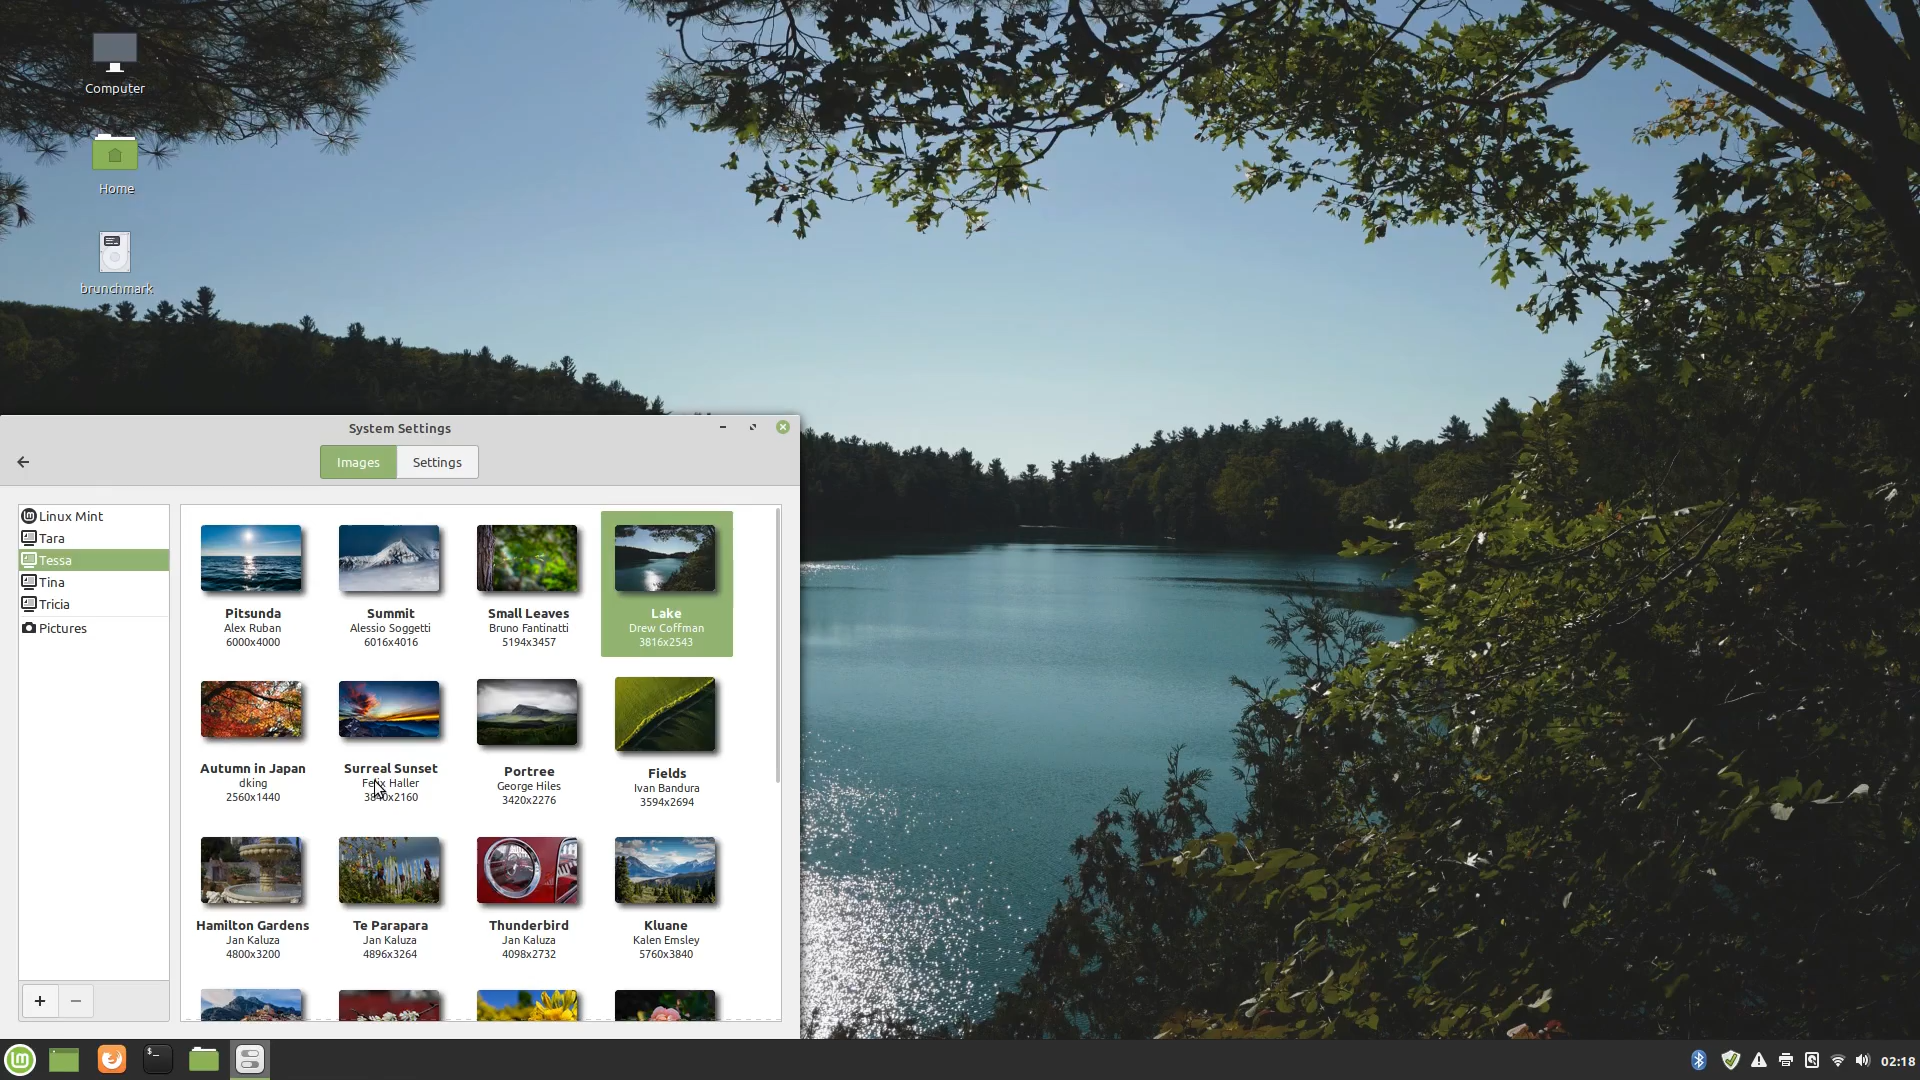 Computer
Home
brunchmark
System Settings
Images
Settings
Linux Mint
Tara
Tessa
Tina
Tricia
Pictures
Pitsunda
Alex Ruban
6000x4000
Summit
Alessio Soggetti
6016x4016
Small Leaves
Bruno Fantinatti
5194x3457
Lake
Drew Coffman
3816x2543
Autumn in Japan
dking
2560x1440
Surreal Sunset
Felix Haller
3840x2160
Portree
George Hiles
3420x2276
Fields
Ivan Bandura
3594x2694
Hamilton Gardens
Jan Kaluza
4800x3200
Te Parapara
Jan Kaluza
4896x3264
Thunderbird
Jan Kaluza
4098x2732
Kluane
Kalen Emsley
5760x3840
02:18